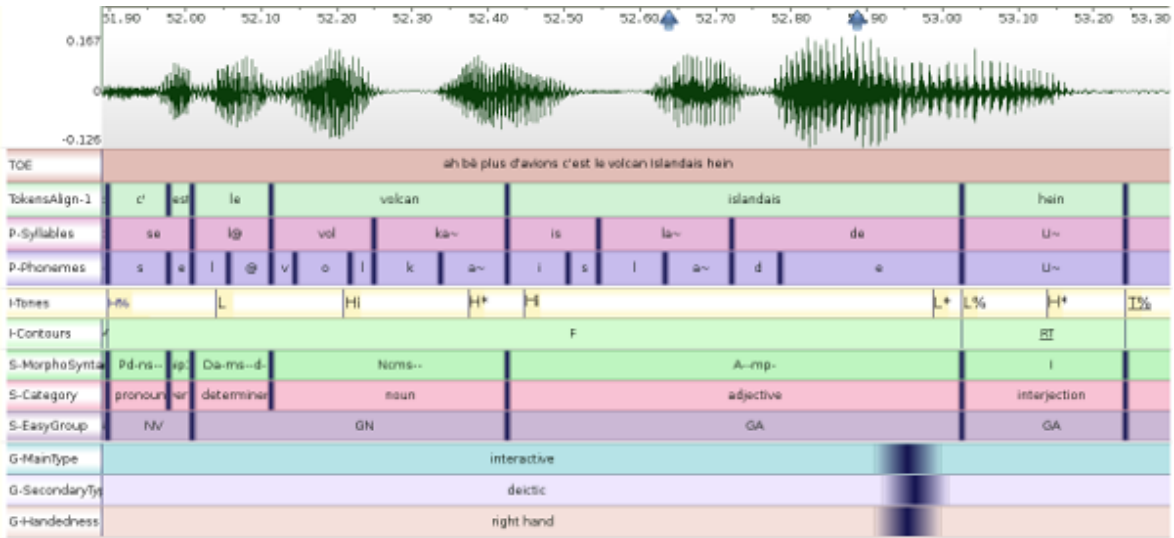 51.90 52.00 52.10 52.20 52.30 52.40 52.50 52.60 52.70 52.80 53.00 53.10 53.20 53.30
0.167
0
-0.126
TOE ah bè plus d'avions c'est le volcan Islandais hein
TokensAlign-1 c' est le volcan islandais hein
P-Syllables se l@ vol ka~ is la~ de U~
P-Phonemes s e l @ v o l k a~ i s l a~ d e U~
I-Tones H% L Hi H* Hi L* L% H* T%
I-Contours F RT
S-MorphoSynta Pd-ns-- Da-ms--d- Ncms-- A--mp- I
S-Category pronoun determiner noun adjective interjection
S-EasyGroup NV GN GA GA
G-MainType interactive
G-SecondaryTyp deictic
G-Handedness right hand